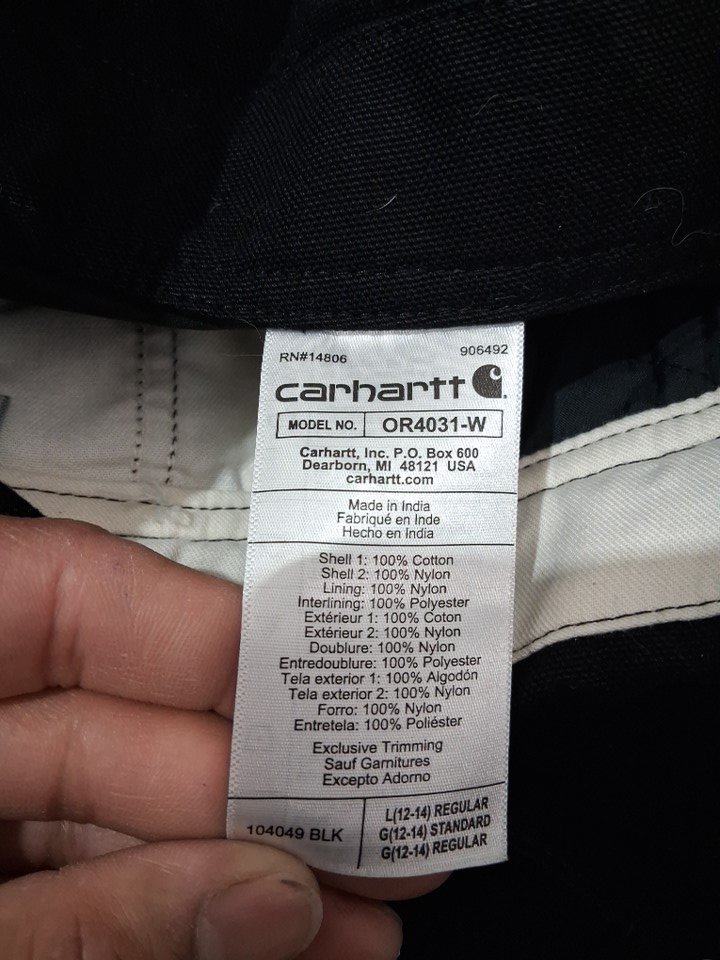 RN#14806 906492
carhartt
MODEL NO. OR4031-W
Carhartt, Inc. P.O. Box 600
Dearborn, MI 48121 USA
carhartt.com
Made in India
Fabriqué en Inde
Hecho en India
Shell 1: 100% Cotton
Shell 2: 100% Nylon
Lining: 100% Nylon
Interlining: 100% Polyester
Extérieur 1: 100% Coton
Extérieur 2: 100% Nylon
Doublure: 100% Nylon
Entredoublure: 100% Polyester
Tela exterior 1: 100% Algodón
Tela exterior 2: 100% Nylon
Forro: 100% Nylon
Entretela: 100% Poliéster
Exclusive Trimming
Sauf Garnitures
Excepto Adorno
104049 BLK
L(12-14) REGULAR
G(12-14) STANDARD
G(12-14) REGULAR